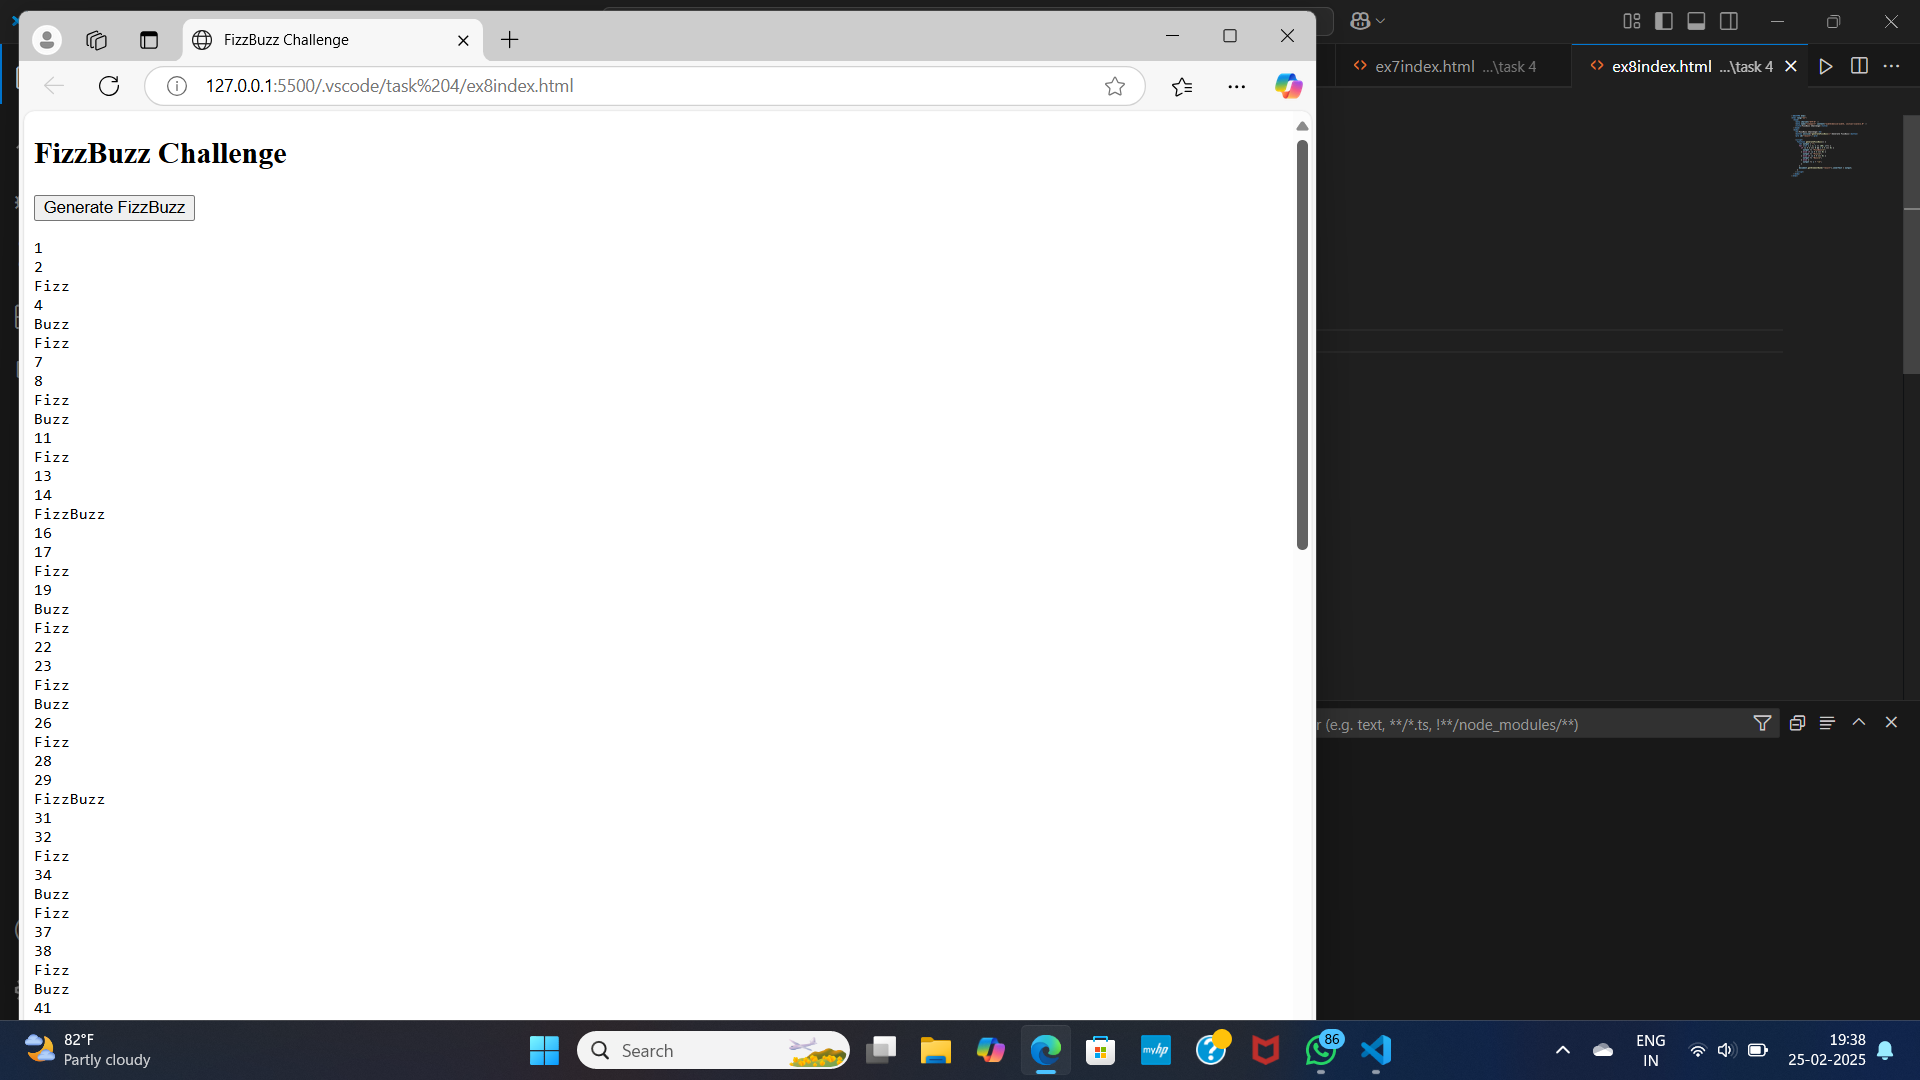 FizzBuzz Challenge
127.0.0.1:5500/.vscode/task%204/ex8index.html
ex7index.html ...\task 4
ex8index.html ...\task 4
FizzBuzz Challenge
Generate FizzBuzz
1
2
Fizz
4
Buzz
Fizz
7
8
Fizz
Buzz
11
Fizz
13
14
FizzBuzz
16
17
Fizz
19
Buzz
Fizz
22
23
Fizz
Buzz
26
Fizz
28
29
FizzBuzz
31
32
Fizz
34
Buzz
Fizz
37
38
Fizz
Buzz
41
r (e.g. text, **/*.ts, !**/node_modules/**)
82°F
Partly cloudy
Search
myhp
86
ENG
IN
19:38
25-02-2025